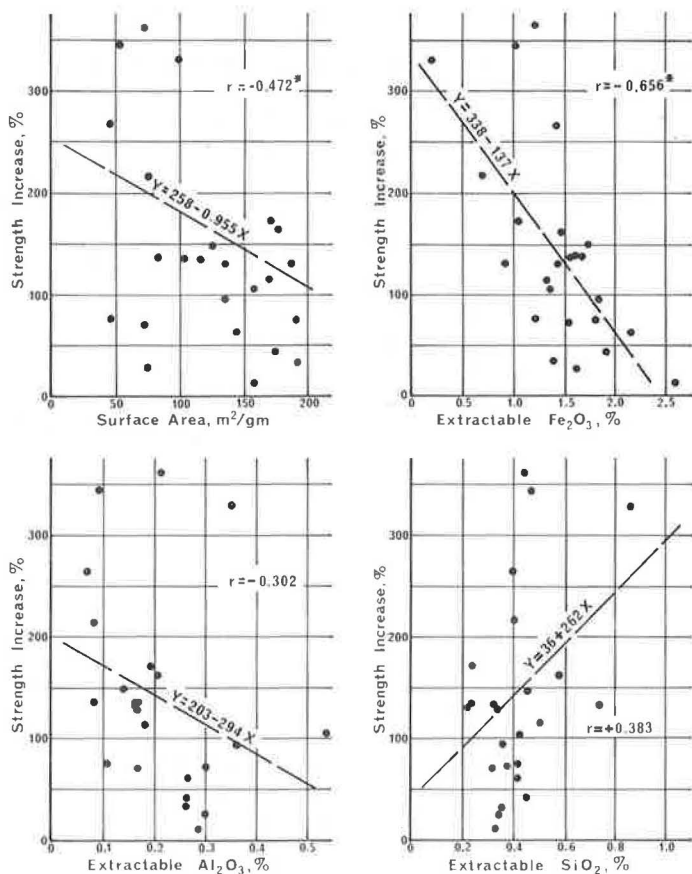 Strength Increase, %
300
200
100
0
r=-0.472*
Y=258-0.955X
0
50
100
150
200
Surface Area, m²/gm
Strength Increase, %
300
200
100
0
r=-0.656*
Y=338-137X
0
0.5
1.0
1.5
2.0
2.5
Extractable Fe₂O₃, %
Strength Increase, %
300
200
100
0
r=-0.302
Y=203-294X
0
0.1
0.2
0.3
0.4
0.5
Extractable Al₂O₃, %
Strength Increase, %
300
200
100
0
r=+0.383
Y=36+262X
0
0.2
0.4
0.6
0.8
1.0
Extractable SiO₂, %